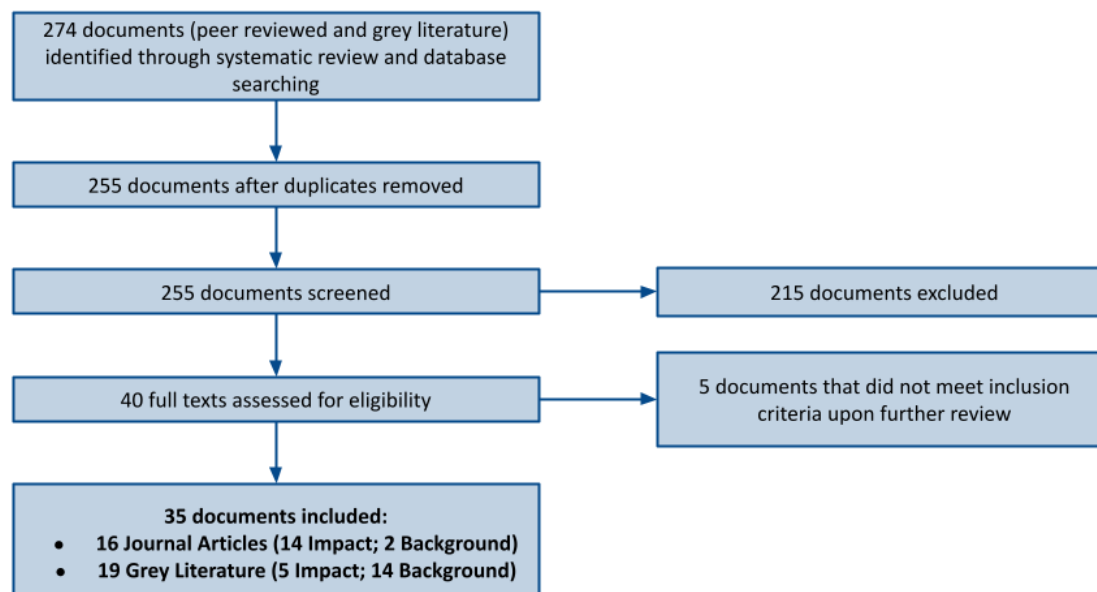 274 documents (peer reviewed and grey literature)
identified through systematic review and database
searching
255 documents after duplicates removed
255 documents screened
215 documents excluded
40 full texts assessed for eligibility
5 documents that did not meet inclusion
criteria upon further review
35 documents included:
• 16 Journal Articles (14 Impact; 2 Background)
• 19 Grey Literature (5 Impact; 14 Background)